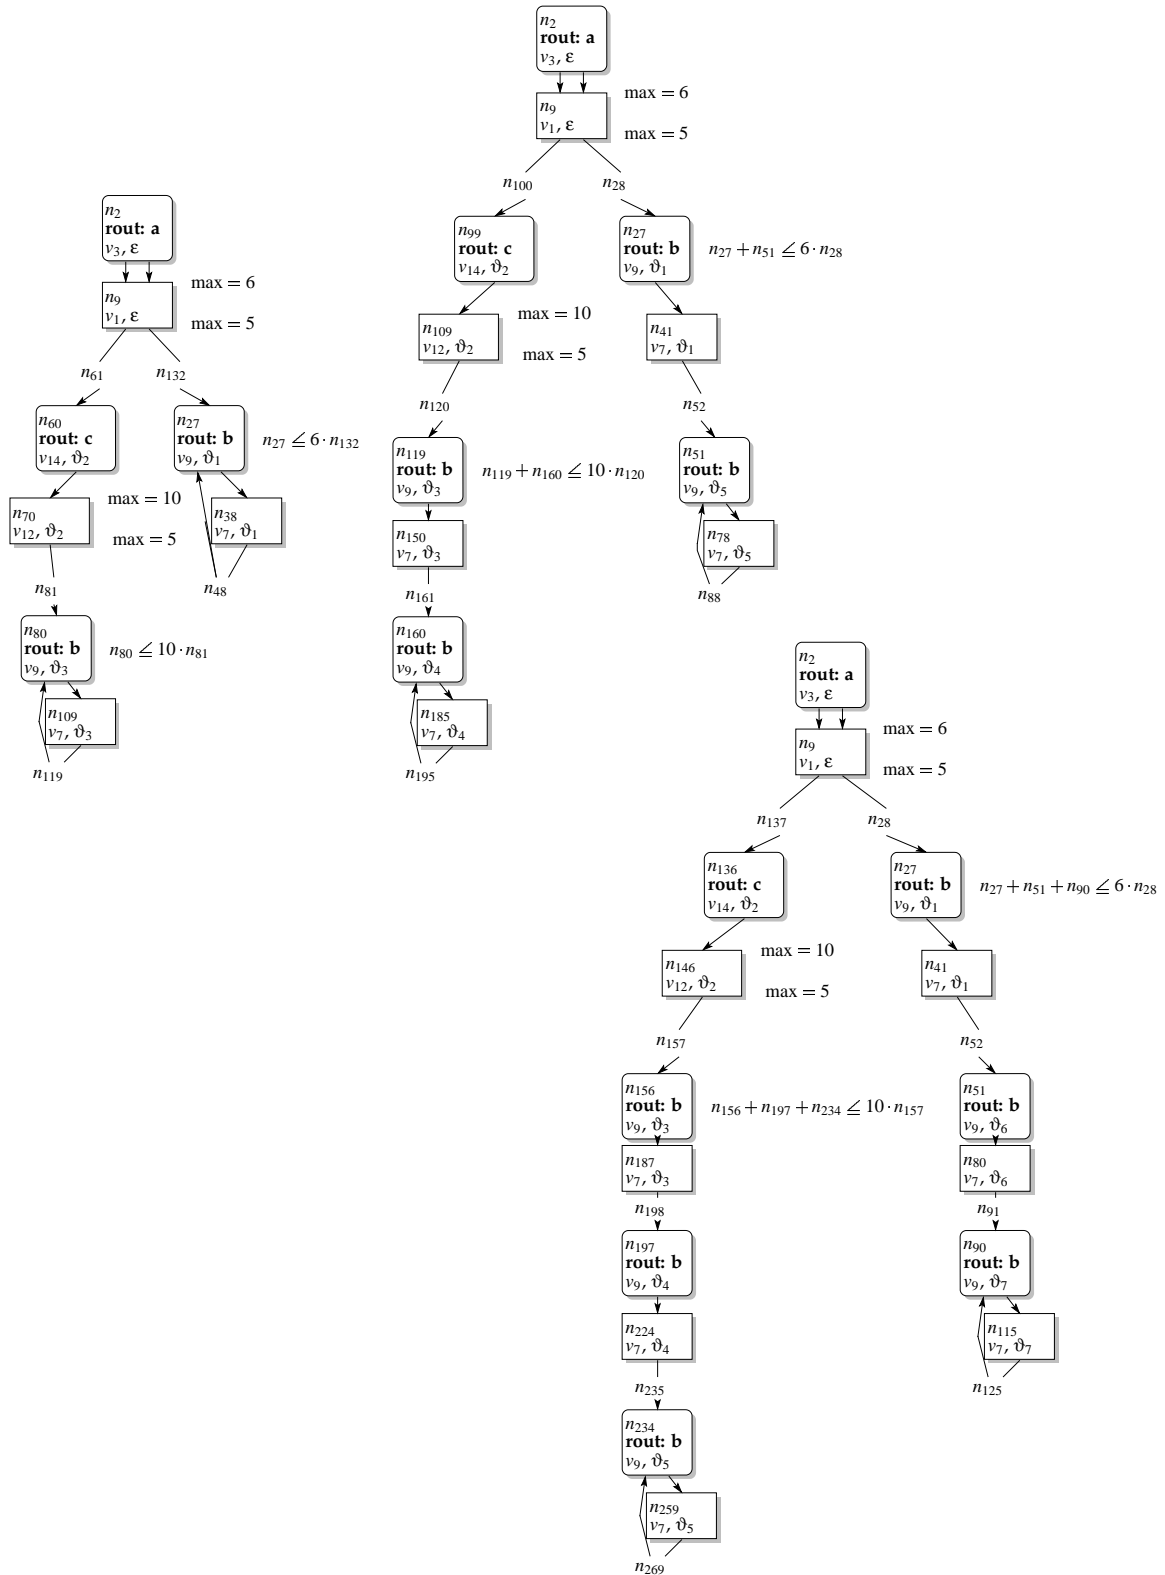 n2
rout: a
v3, ε
n9
v1, ε
max = 6
max = 5
n61
n132
n60
rout: c
v14, ϑ2
n27
rout: b
v9, ϑ1
n27 ≦ 6 · n132
n70
v12, ϑ2
max = 10
max = 5
n38
v7, ϑ1
n81
n48
n80
rout: b
v9, ϑ3
n80 ≦ 10 · n81
n109
v7, ϑ3
n119
n2
rout: a
v3, ε
n9
v1, ε
max = 6
max = 5
n100
n28
n99
rout: c
v14, ϑ2
n27
rout: b
v9, ϑ1
n27 + n51 ≦ 6 · n28
n109
v12, ϑ2
max = 10
max = 5
n41
v7, ϑ1
n120
n52
n119
rout: b
v9, ϑ3
n119 + n160 ≦ 10 · n120
n51
rout: b
v9, ϑ5
n150
v7, ϑ3
n78
v7, ϑ5
n161
n88
n160
rout: b
v9, ϑ4
n185
v7, ϑ4
n195
n2
rout: a
v3, ε
n9
v1, ε
max = 6
max = 5
n137
n28
n136
rout: c
v14, ϑ2
n27
rout: b
v9, ϑ1
n27 + n51 + n90 ≦ 6 · n28
n146
v12, ϑ2
max = 10
max = 5
n41
v7, ϑ1
n157
n52
n156
rout: b
v9, ϑ3
n156 + n197 + n234 ≦ 10 · n157
n51
rout: b
v9, ϑ6
n187
v7, ϑ3
n80
v7, ϑ6
n198
n91
n197
rout: b
v9, ϑ4
n90
rout: b
v9, ϑ7
n224
v7, ϑ4
n115
v7, ϑ7
n235
n125
n234
rout: b
v9, ϑ5
n259
v7, ϑ5
n269